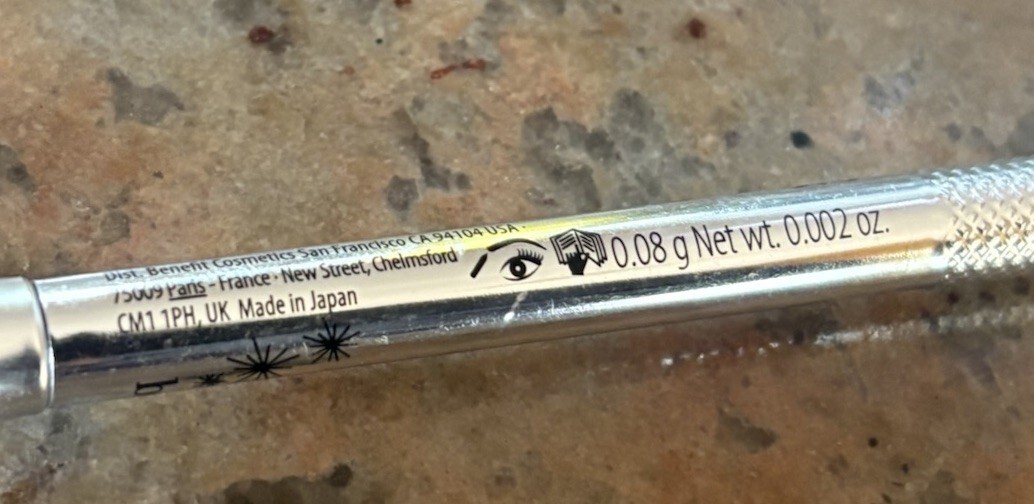 Dist. Benefit Cosmetics San Francisco CA 94104 USA ·
75009 Paris - France · New Street, Chelmsford
CM1 1PH, UK Made in Japan
0.08 g Net wt. 0.002 oz.